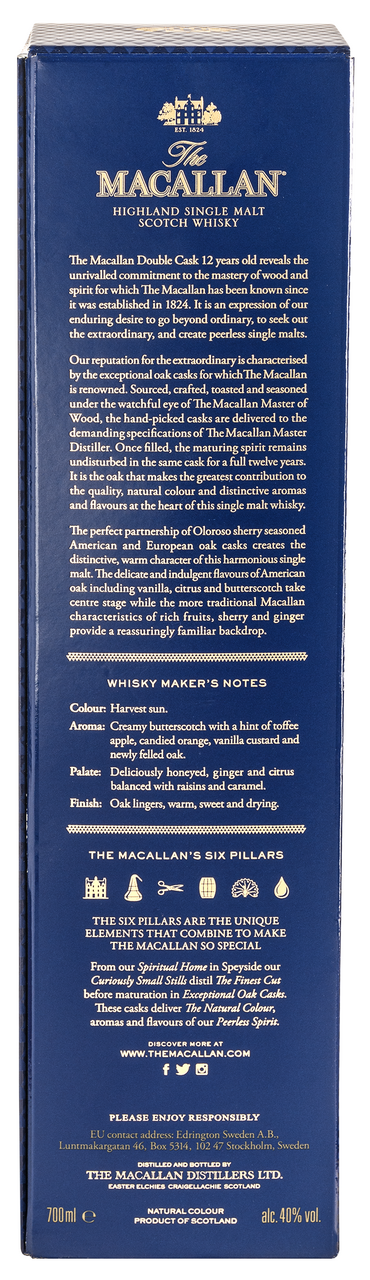 EST. 1824
The
MACALLAN
HIGHLAND SINGLE MALT
SCOTCH WHISKY
The Macallan Double Cask 12 years old reveals the
unrivalled commitment to the mastery of wood and
spirit for which The Macallan has been known since
it was established in 1824. It is an expression of our
enduring desire to go beyond ordinary, to seek out
the extraordinary, and create peerless single malts.
Our reputation for the extraordinary is characterised
by the exceptional oak casks for which The Macallan
is renowned. Sourced, crafted, toasted and seasoned
under the watchful eye of The Macallan Master of
Wood, the hand-picked casks are delivered to the
demanding specifications of The Macallan Master
Distiller. Once filled, the maturing spirit remains
undisturbed in the same cask for a full twelve years.
It is the oak that makes the greatest contribution to
the quality, natural colour and distinctive aromas
and flavours at the heart of this single malt whisky.
The perfect partnership of Oloroso sherry seasoned
American and European oak casks creates the
distinctive, warm character of this harmonious single
malt. The delicate and indulgent flavours of American
oak including vanilla, citrus and butterscotch take
centre stage while the more traditional Macallan
characteristics of rich fruits, sherry and ginger
provide a reassuringly familiar backdrop.
WHISKY MAKER'S NOTES
Colour: Harvest sun.
Aroma: Creamy butterscotch with a hint of toffee
apple, candied orange, vanilla custard and
newly felled oak.
Palate: Deliciously honeyed, ginger and citrus
balanced with raisins and caramel.
Finish: Oak lingers, warm, sweet and drying.
THE MACALLAN'S SIX PILLARS
THE SIX PILLARS ARE THE UNIQUE
ELEMENTS THAT COMBINE TO MAKE
THE MACALLAN SO SPECIAL
From our Spiritual Home in Speyside our
Curiously Small Stills distil The Finest Cut
before maturation in Exceptional Oak Casks.
These casks deliver The Natural Colour,
aromas and flavours of our Peerless Spirit.
DISCOVER MORE AT
WWW.THEMACALLAN.COM
PLEASE ENJOY RESPONSIBLY
EU contact address: Edrington Sweden A.B.,
Luntmakargatan 46, Box 5314, 102 47 Stockholm, Sweden
DISTILLED AND BOTTLED BY
THE MACALLAN DISTILLERS LTD.
EASTER ELCHIES CRAIGELLACHIE SCOTLAND
700ml ℮
NATURAL COLOUR
PRODUCT OF SCOTLAND
alc. 40% vol.